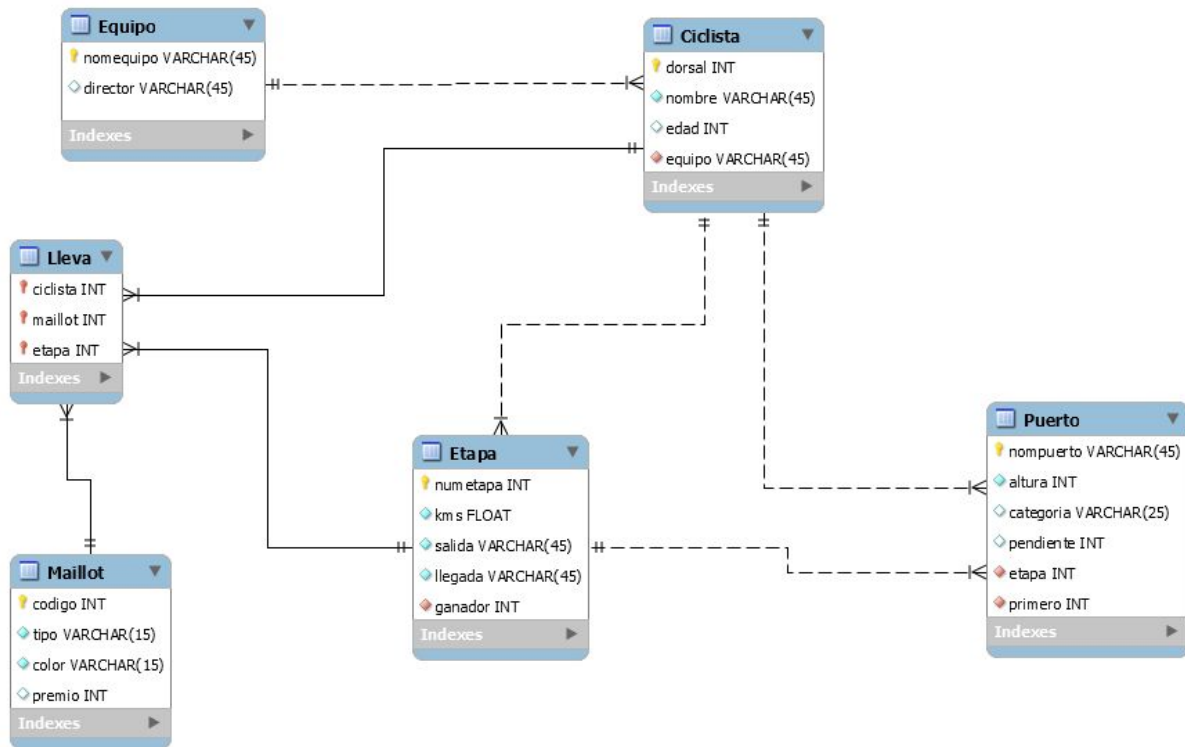 Equipo
nomequipo VARCHAR(45)
director VARCHAR(45)
Indexes
Ciclista
dorsal INT
nombre VARCHAR(45)
edad INT
equipo VARCHAR(45)
Indexes
Lleva
ciclista INT
maillot INT
etapa INT
Indexes
Etapa
numetapa INT
kms FLOAT
salida VARCHAR(45)
llegada VARCHAR(45)
ganador INT
Indexes
Puerto
nompuerto VARCHAR(45)
altura INT
categoria VARCHAR(25)
pendiente INT
etapa INT
primero INT
Indexes
Maillot
codigo INT
tipo VARCHAR(15)
color VARCHAR(15)
premio INT
Indexes